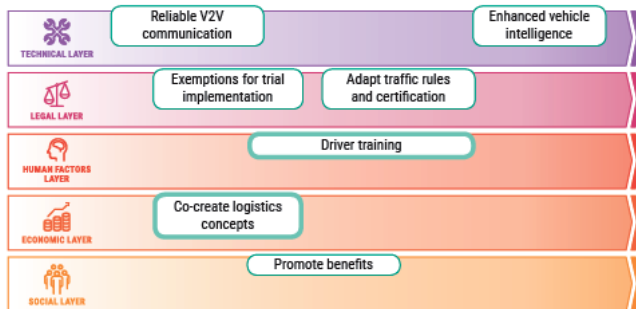 Reliable V2V
communication
Enhanced vehicle
intelligence
TECHNICAL LAYER
Exemptions for trial
implementation
Adapt traffic rules
and certification
LEGAL LAYER
Driver training
HUMAN FACTORS
LAYER
Co-create logistics
concepts
ECONOMIC LAYER
Promote benefits
SOCIAL LAYER